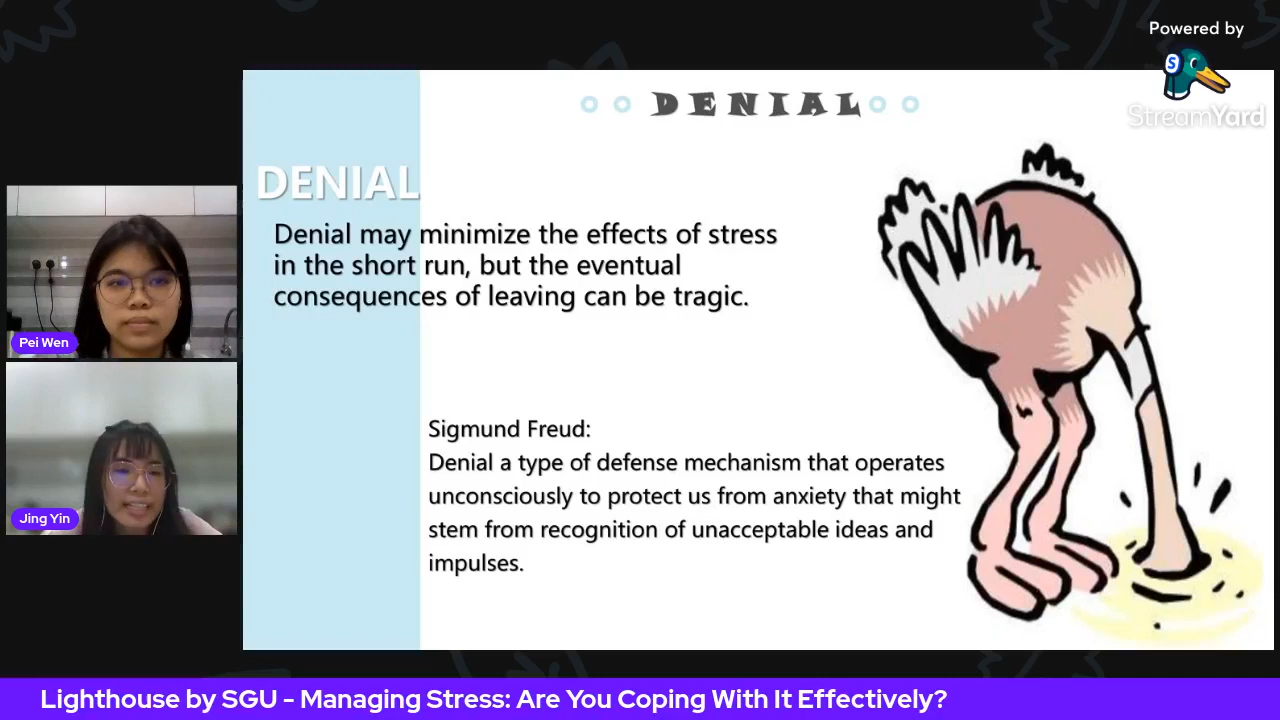 Powered by
S
StreamYard
DENIAL
DENIAL
Denial may minimize the effects of stress
in the short run, but the eventual
consequences of leaving can be tragic.
Sigmund Freud:
Denial a type of defense mechanism that operates
unconsciously to protect us from anxiety that might
stem from recognition of unacceptable ideas and
impulses.
Pei Wen
Jing Yin
Lighthouse by SGU - Managing Stress: Are You Coping With It Effectively?